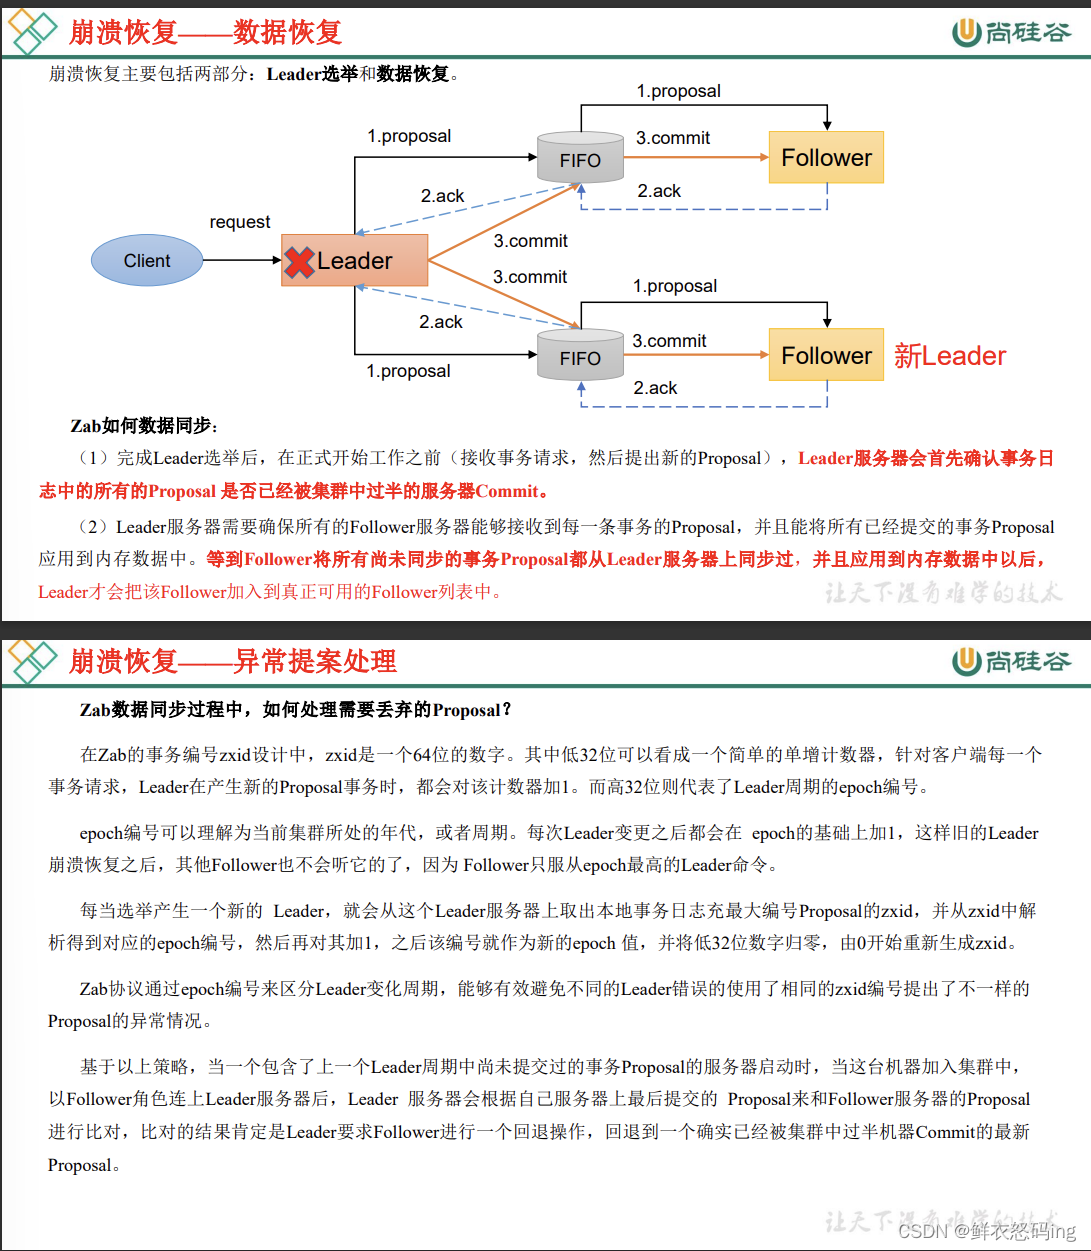 崩溃恢复——数据恢复
尚硅谷
崩溃恢复主要包括两部分：Leader选举和数据恢复。
1.proposal
1.proposal
FIFO
3.commit
Follower
2.ack
2.ack
request
3.commit
Client
Leader
3.commit
1.proposal
2.ack
3.commit
FIFO
Follower
新Leader
1.proposal
2.ack
Zab如何数据同步：
（1）完成Leader选举后，在正式开始工作之前（接收事务请求，然后提出新的Proposal），Leader服务器会首先确认事务日
志中的所有的Proposal 是否已经被集群中过半的服务器Commit。
（2）Leader服务器需要确保所有的Follower服务器能够接收到每一条事务的Proposal，并且能将所有已经提交的事务Proposal
应用到内存数据中。等到Follower将所有尚未同步的事务Proposal都从Leader服务器上同步过，并且应用到内存数据中以后，
Leader才会把该Follower加入到真正可用的Follower列表中。
让天下没有难学的技术
崩溃恢复——异常提案处理
尚硅谷
Zab数据同步过程中，如何处理需要丢弃的Proposal？
在Zab的事务编号zxid设计中，zxid是一个64位的数字。其中低32位可以看成一个简单的单增计数器，针对客户端每一个
事务请求，Leader在产生新的Proposal事务时，都会对该计数器加1。而高32位则代表了Leader周期的epoch编号。
epoch编号可以理解为当前集群所处的年代，或者周期。每次Leader变更之后都会在 epoch的基础上加1，这样旧的Leader
崩溃恢复之后，其他Follower也不会听它的了，因为 Follower只服从epoch最高的Leader命令。
每当选举产生一个新的 Leader，就会从这个Leader服务器上取出本地事务日志充最大编号Proposal的zxid，并从zxid中解
析得到对应的epoch编号，然后再对其加1，之后该编号就作为新的epoch 值，并将低32位数字归零，由0开始重新生成zxid。
Zab协议通过epoch编号来区分Leader变化周期，能够有效避免不同的Leader错误的使用了相同的zxid编号提出了不一样的
Proposal的异常情况。
基于以上策略，当一个包含了上一个Leader周期中尚未提交过的事务Proposal的服务器启动时，当这台机器加入集群中，
以Follower角色连上Leader服务器后，Leader 服务器会根据自己服务器上最后提交的 Proposal来和Follower服务器的Proposal
进行比对，比对的结果肯定是Leader要求Follower进行一个回退操作，回退到一个确实已经被集群中过半机器Commit的最新
Proposal。
让天下没有难学的技术
CSDN @鲜衣怒码ing